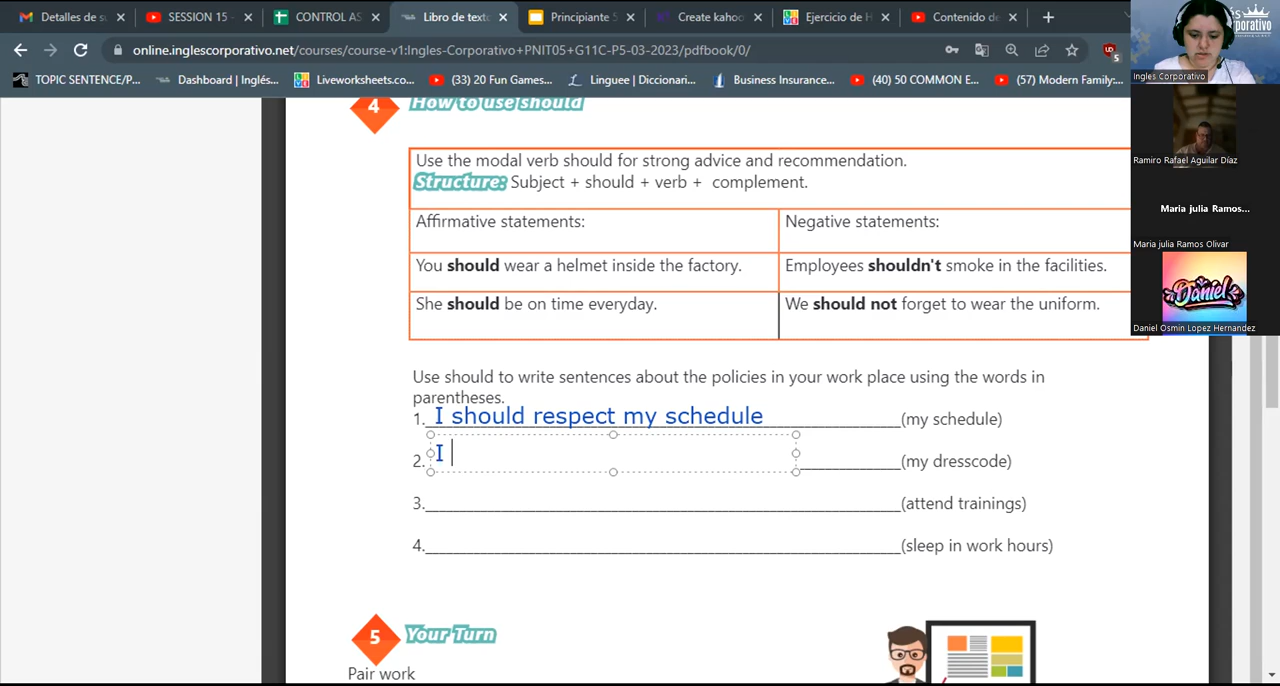 Detalles de su
SESSION 15 -
CONTROL AS
Libro de texto
Principiante 5
Create kahoo
Ejercicio de H
Contenido de
online.inglescorporativo.net/courses/course-v1:Ingles-Corporativo+PNIT05+G11C-P5-03-2023/pdfbook/0/
5
TOPIC SENTENCE/P...
Dashboard | Inglés...
Liveworksheets.co...
(33) 20 Fun Games...
Linguee | Diccionari...
Business Insurance...
(40) 50 COMMON E...
(57) Modern Family:...
Ingles Corporativo
Ramiro Rafael Aguilar Díaz
Maria julia Ramos...
Maria julia Ramos Olivar
Daniel
Daniel Osmin Lopez Hernandez
4 How to use should
Use the modal verb should for strong advice and recommendation.
Structure: Subject + should + verb + complement.
Affirmative statements:
Negative statements:
You should wear a helmet inside the factory.
Employees shouldn't smoke in the facilities.
She should be on time everyday.
We should not forget to wear the uniform.
Use should to write sentences about the policies in your work place using the words in
parentheses.
1. I should respect my schedule (my schedule)
2. I (my dresscode)
3. (attend trainings)
4. (sleep in work hours)
5 Your Turn
Pair work